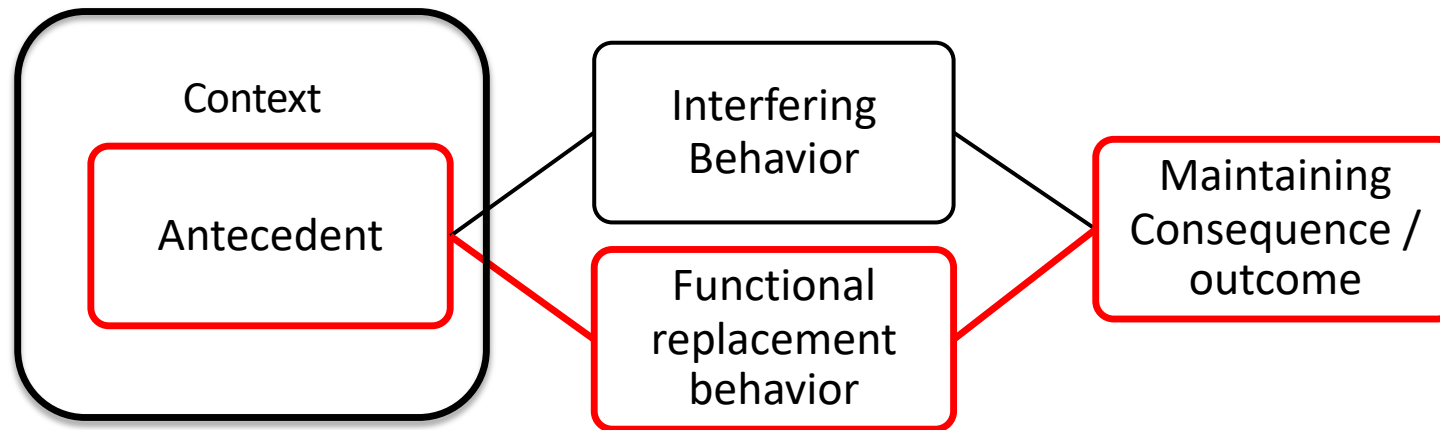 Context
Antecedent
Interfering
Behavior
Functional
replacement
behavior
Maintaining
Consequence /
outcome